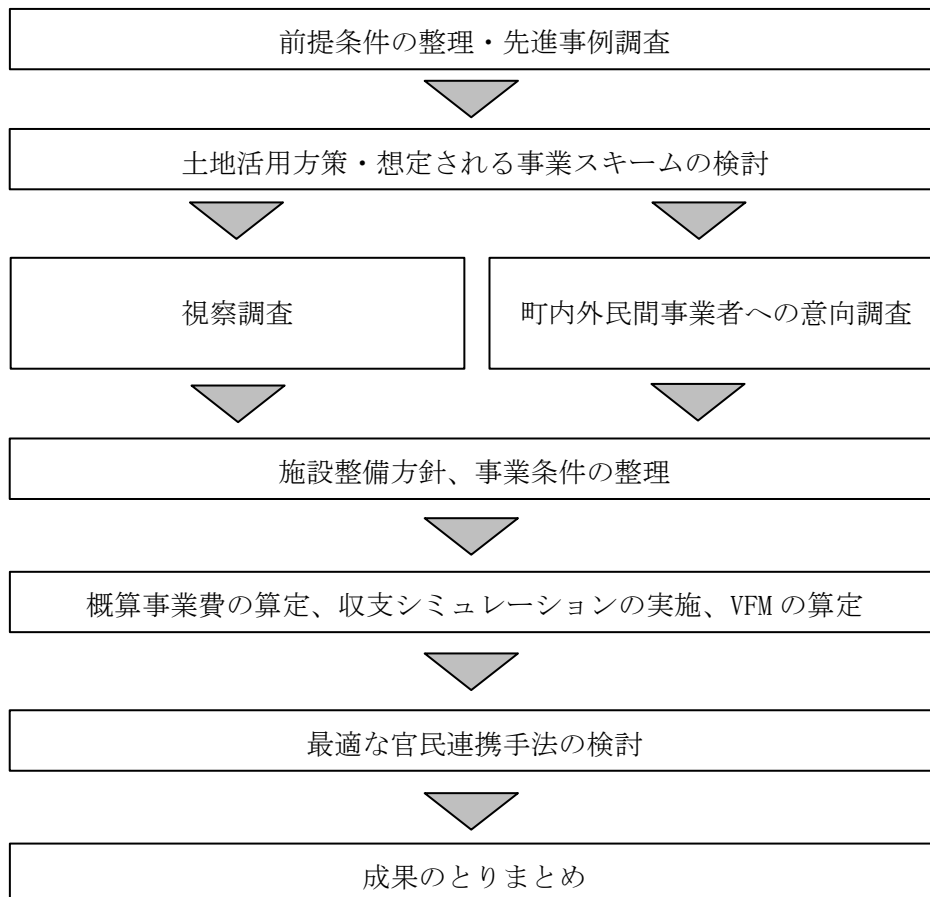 前提条件の整理・先進事例調査
土地活用方策・想定される事業スキームの検討
視察調査
町内外民間事業者への意向調査
施設整備方針、事業条件の整理
概算事業費の算定、収支シミュレーションの実施、VFM の算定
最適な官民連携手法の検討
成果のとりまとめ